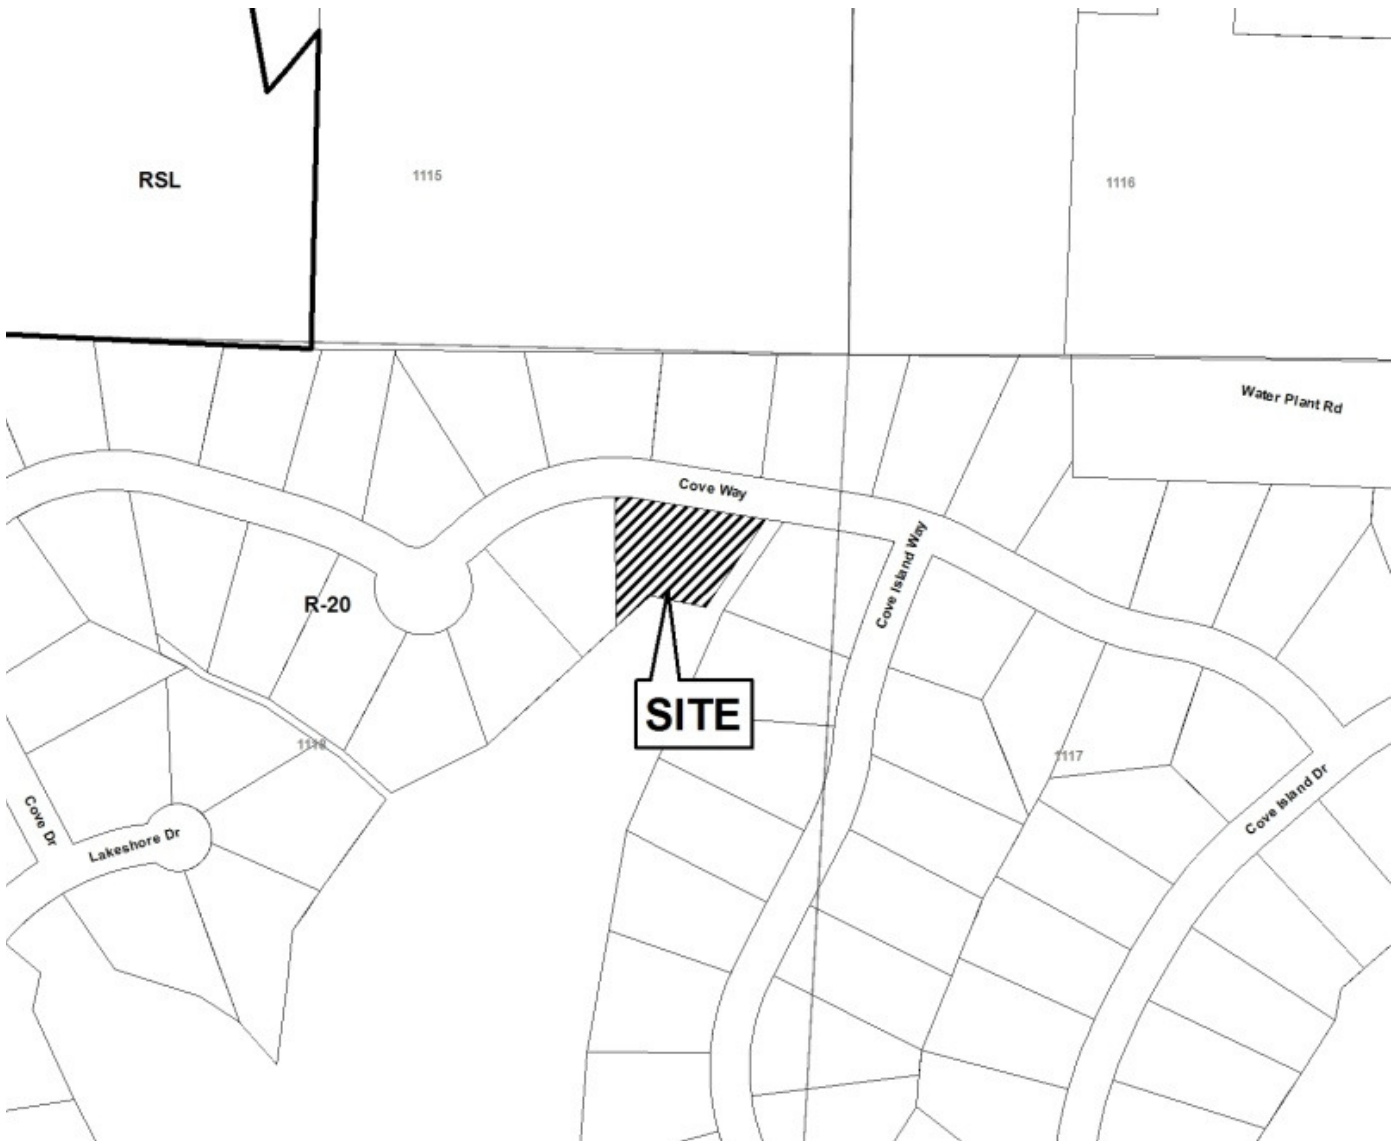 RSL
1115
1116
Water Plant Rd
Cove Way
Cove Island Way
R-20
SITE
1118
1117
Cove Island Dr
Cove Dr
Lakeshore Dr